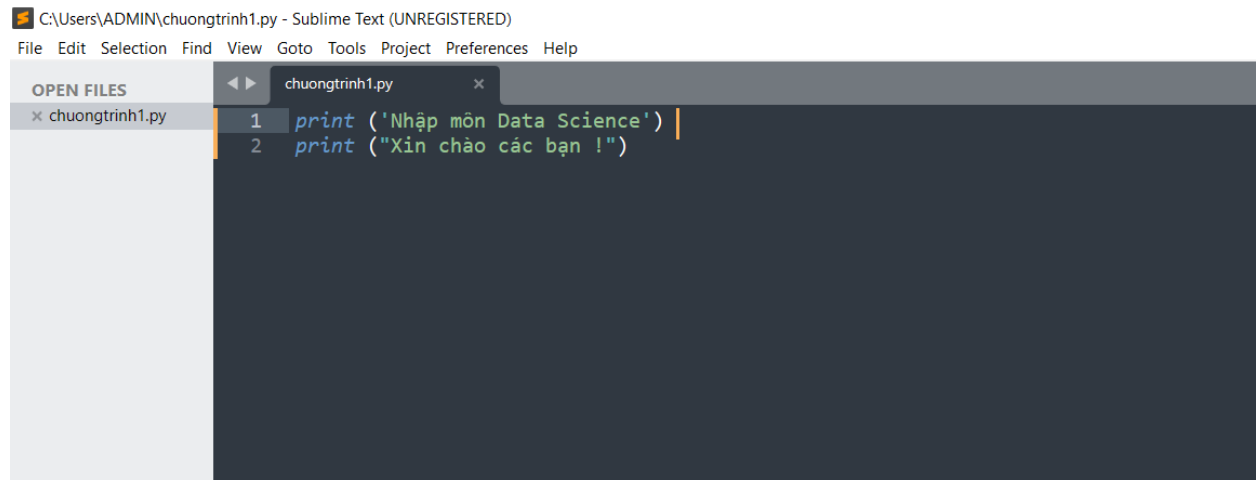 C:\Users\ADMIN\chuongtrinh1.py - Sublime Text (UNREGISTERED)
File Edit Selection Find View Goto Tools Project Preferences Help
OPEN FILES
× chuongtrinh1.py
chuongtrinh1.py ×
1 print ('Nhập môn Data Science')
2 print ("Xin chào các bạn !")